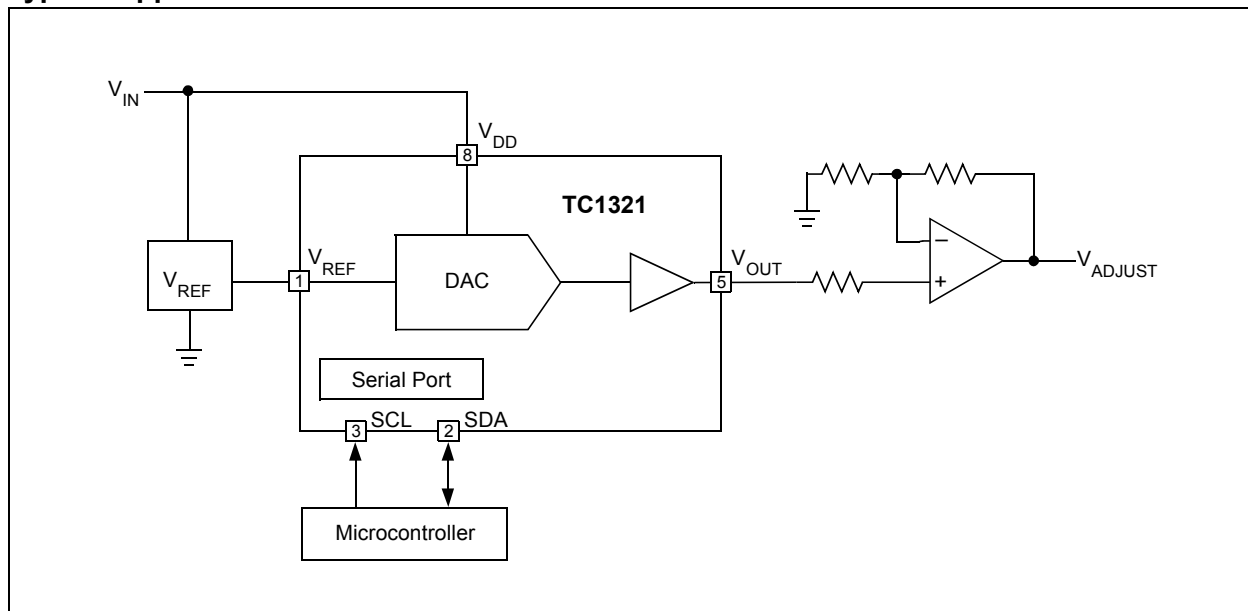 V_IN
V_DD
8
TC1321
V_REF
V_REF
1
DAC
V_OUT
5
−
+
V_ADJUST
Serial Port
3 SCL
2 SDA
Microcontroller